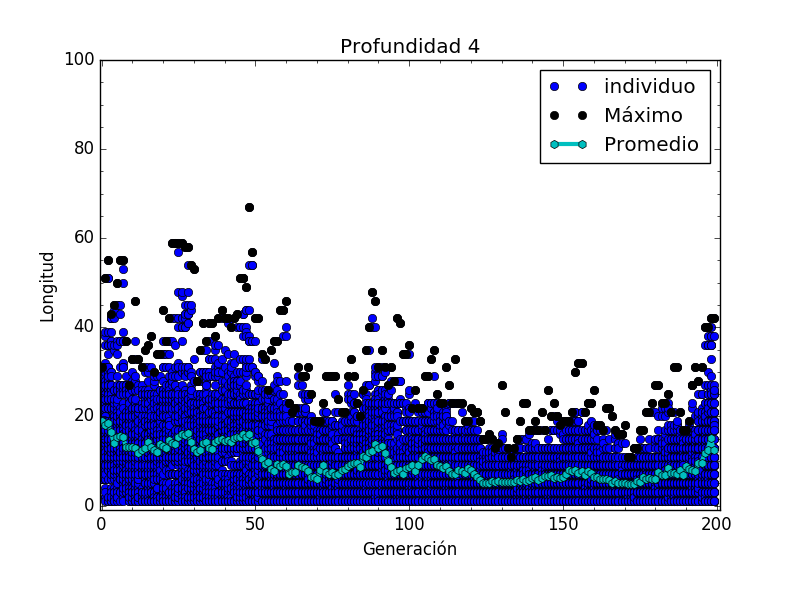 Profundidad 4
individuo
Máximo
Promedio
Longitud
100
80
60
40
20
0
0 50 100 150 200
Generación